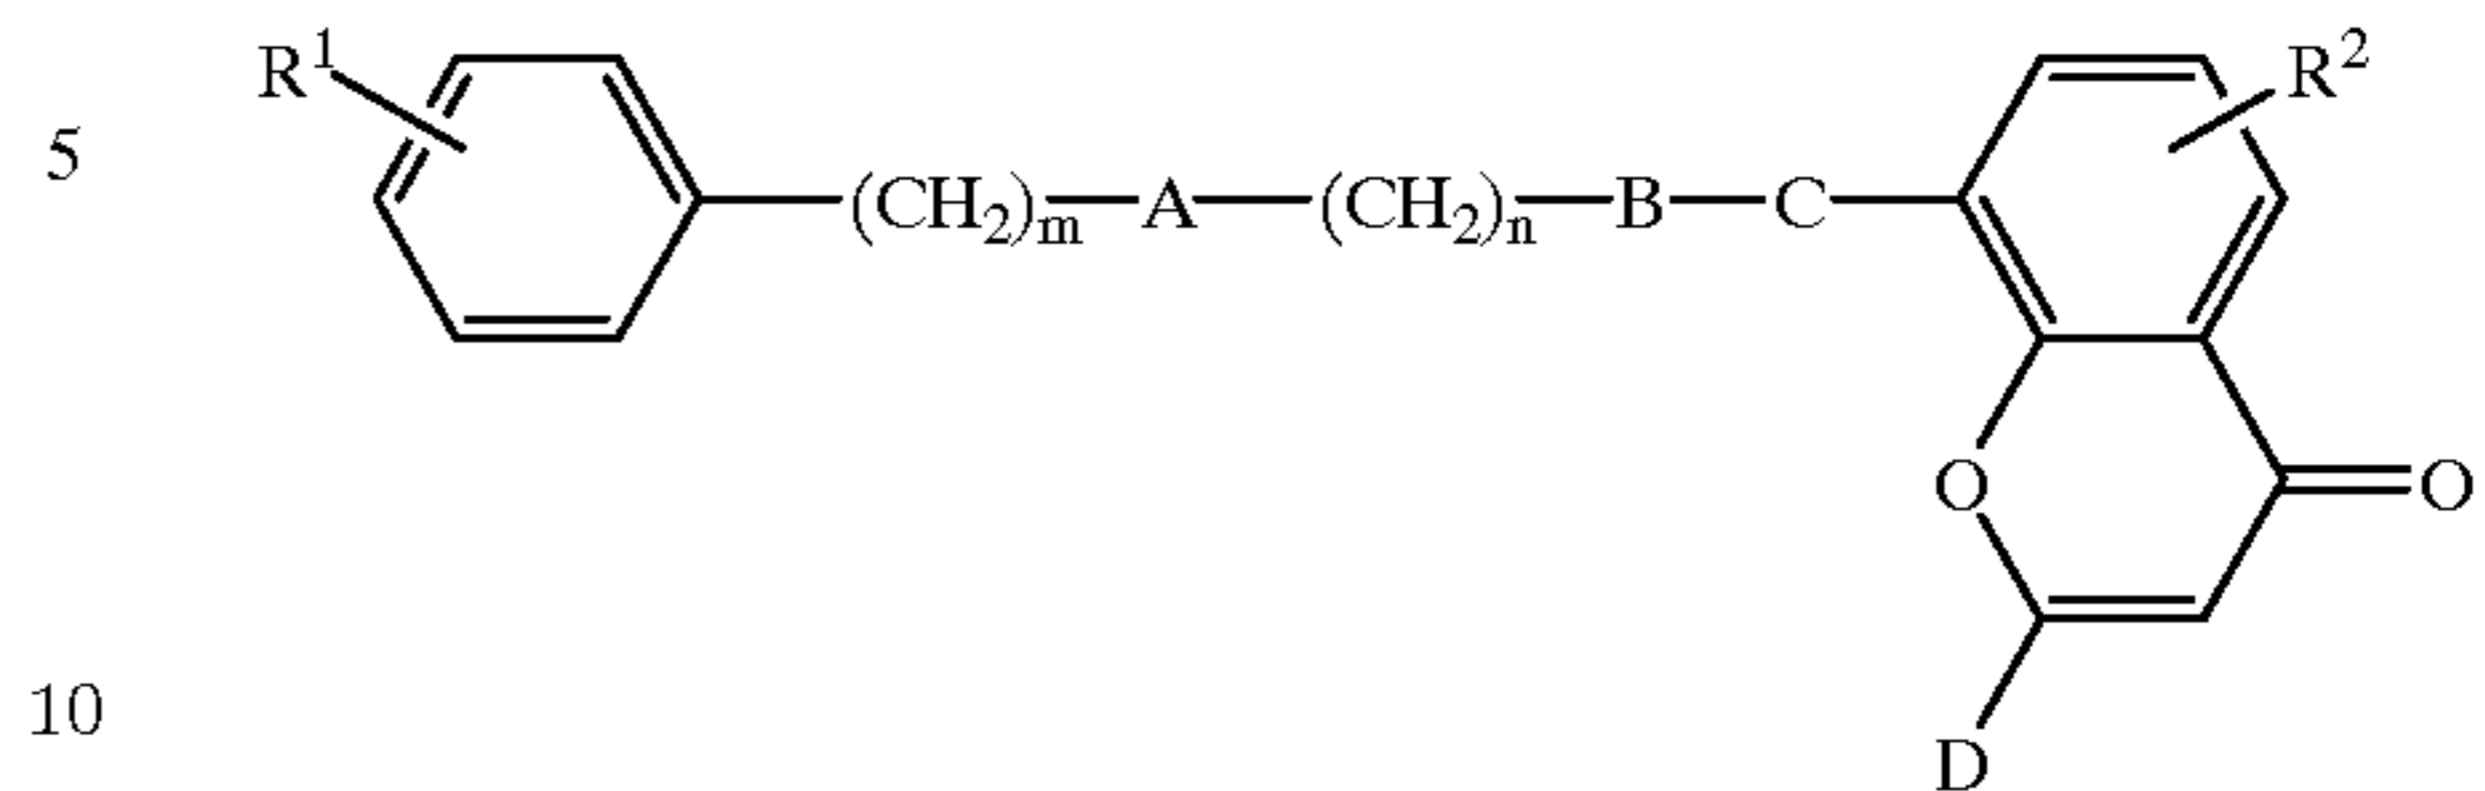 R¹ R²
5
(CH₂)ₘ—A—(CH₂)ₙ—B—C
O O
10
D